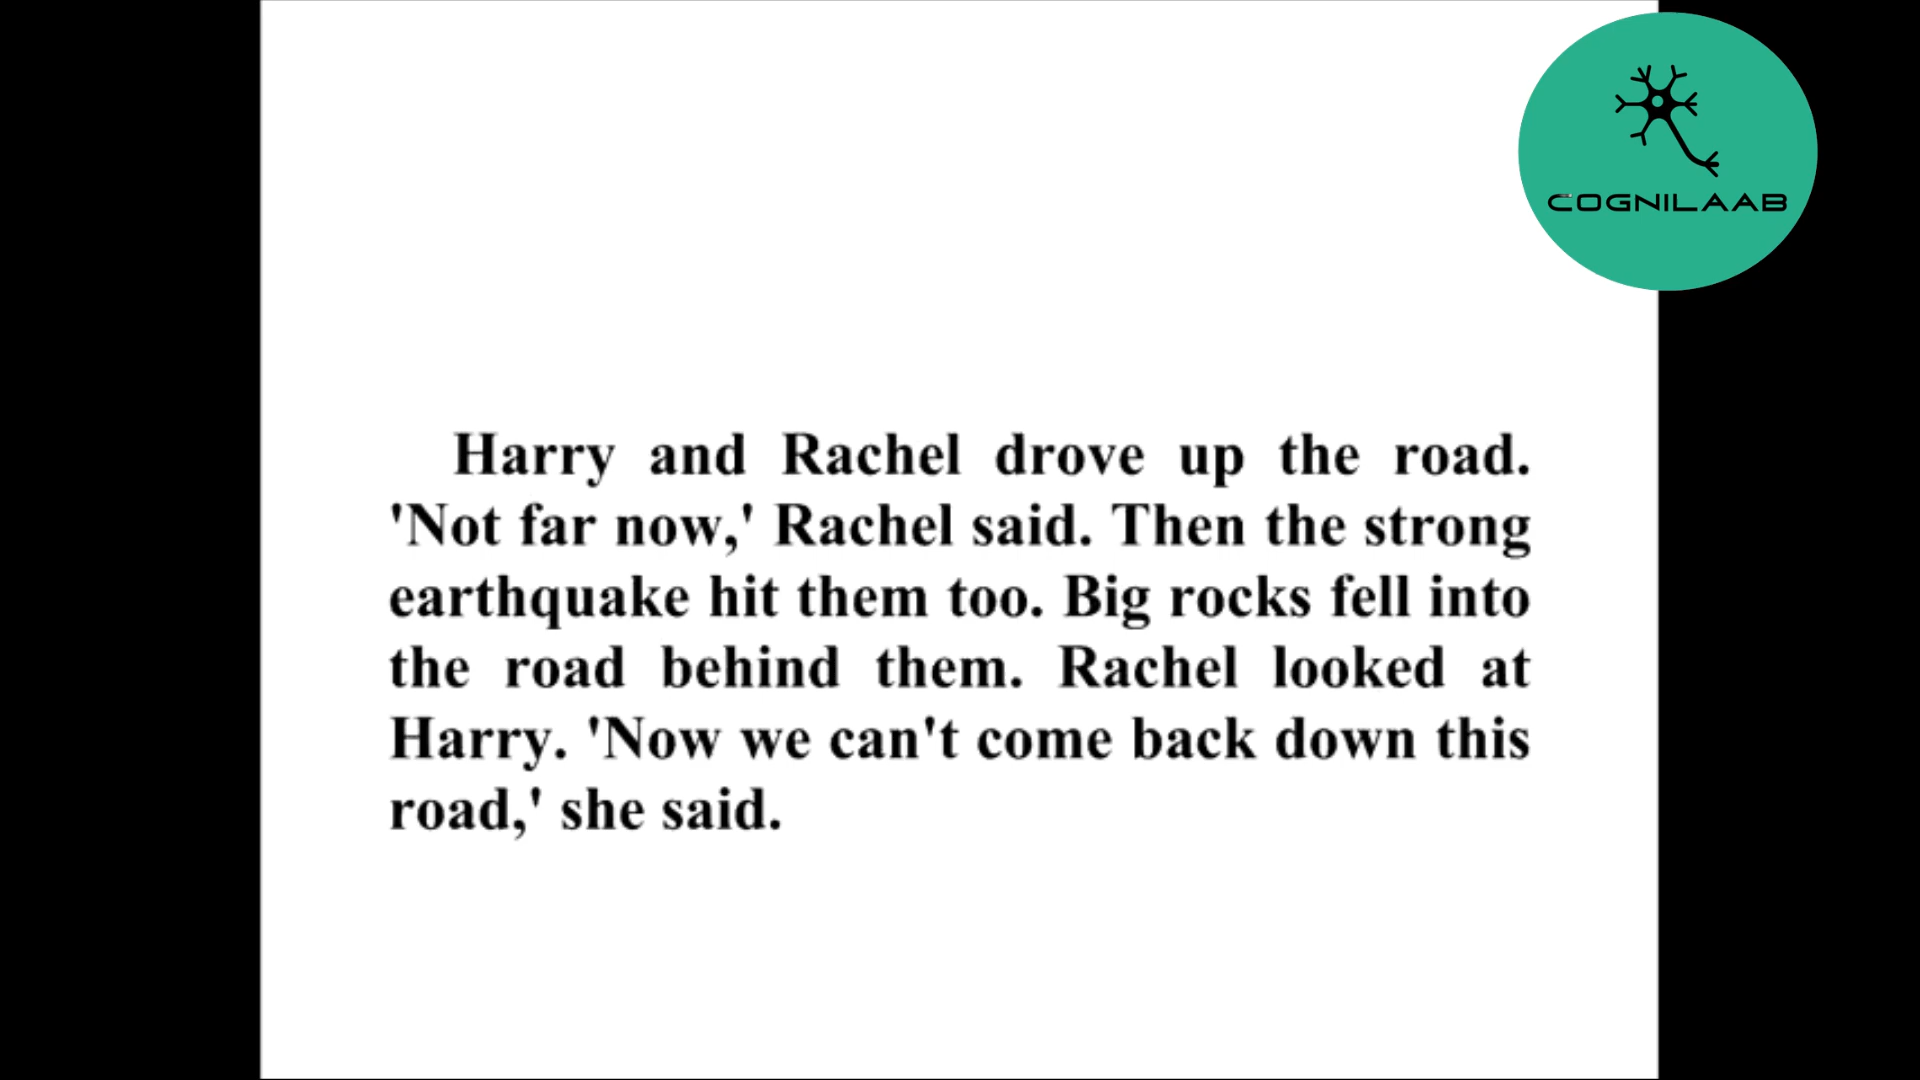 COGNILAAB
Harry and Rachel drove up the road.
'Not far now,' Rachel said. Then the strong
earthquake hit them too. Big rocks fell into
the road behind them. Rachel looked at
Harry. 'Now we can't come back down this
road,' she said.